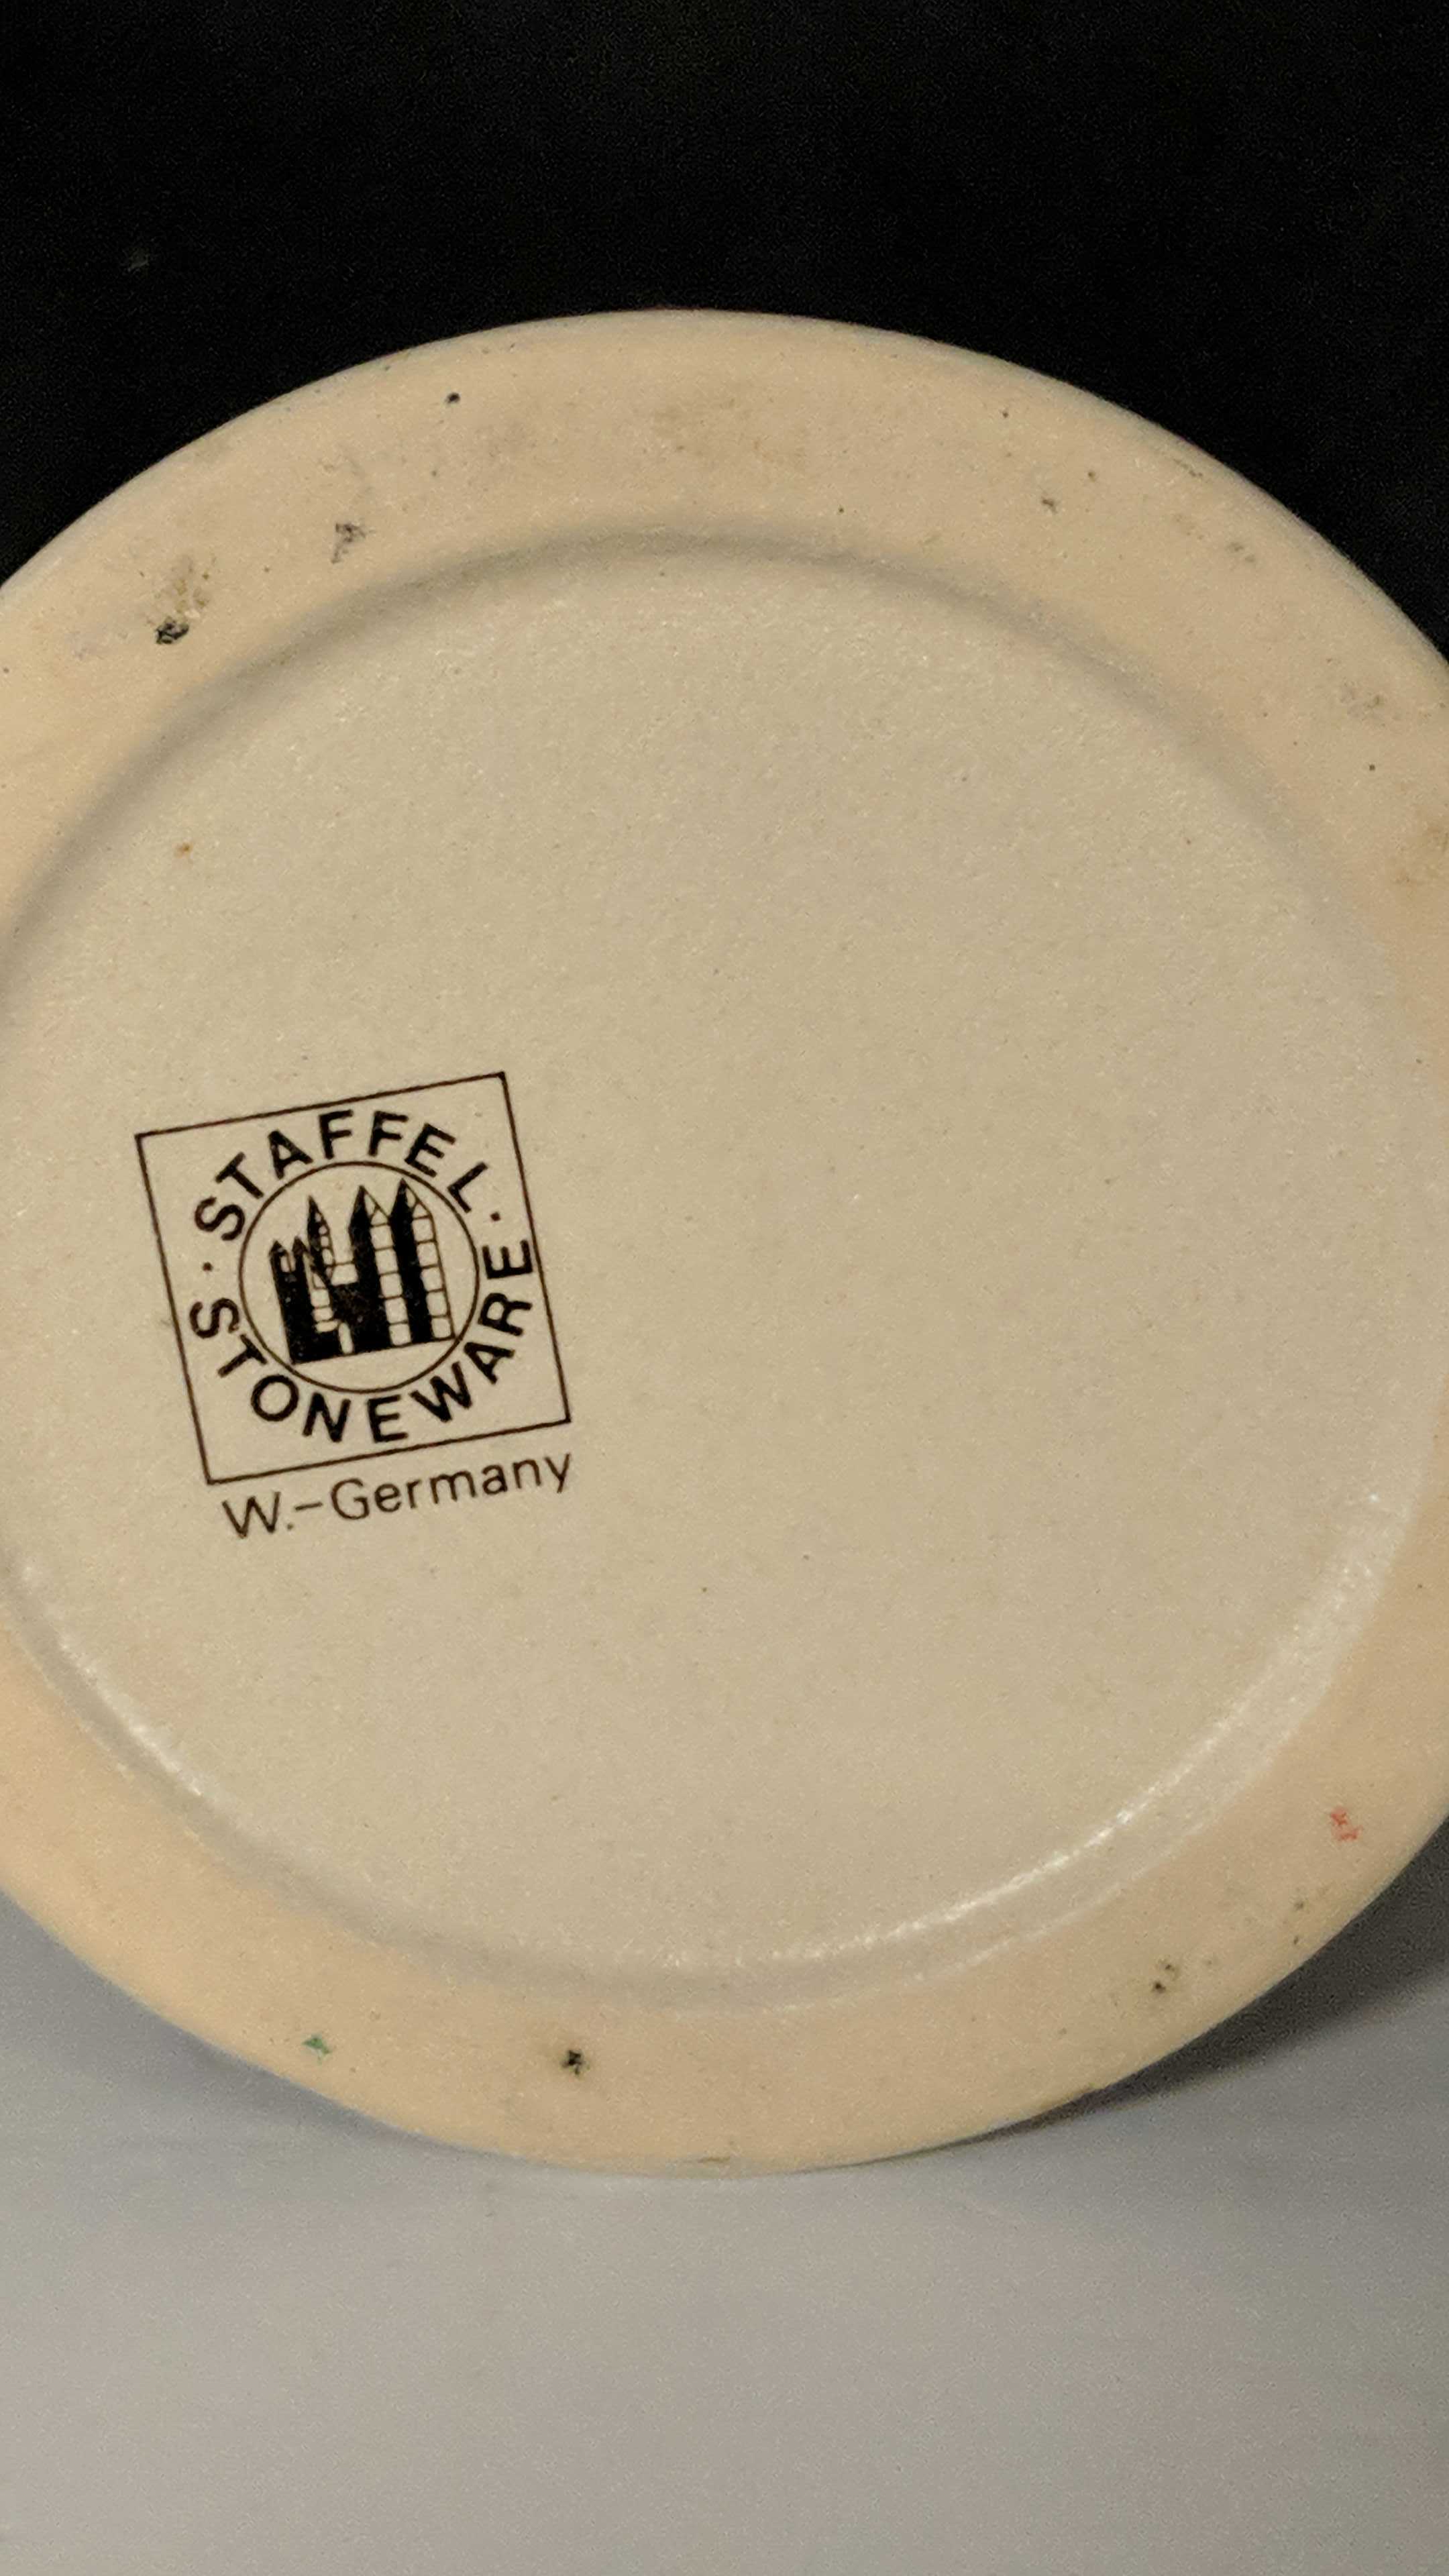 · STAFFEL ·
STONEWARE
W.-Germany